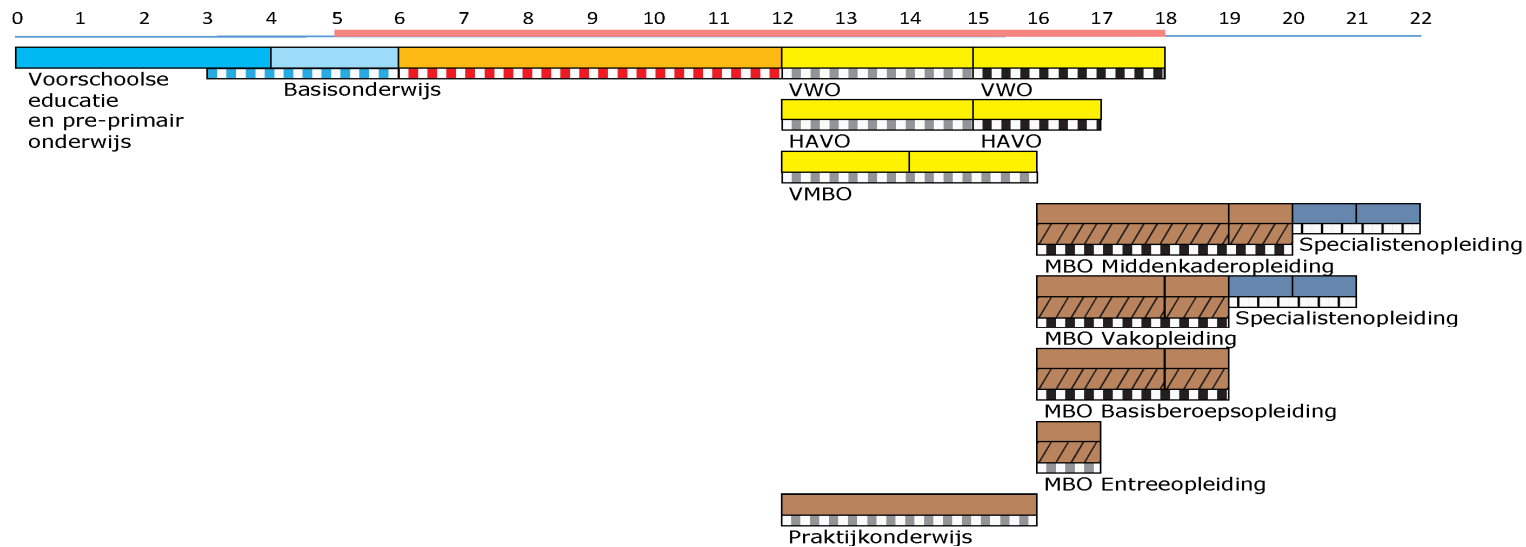 0 1 2 3 4 5 6 7 8 9 10 11 12 13 14 15 16 17 18 19 20 21 22
Voorschoolse
educatie
en pre-primair
onderwijs
Basisonderwijs
VWO VWO
HAVO HAVO
VMBO
Specialistenopleiding
MBO Middenkaderopleiding
Specialistenopleiding
MBO Vakopleiding
MBO Basisberoepsopleiding
MBO Entreeopleiding
Praktijkonderwijs